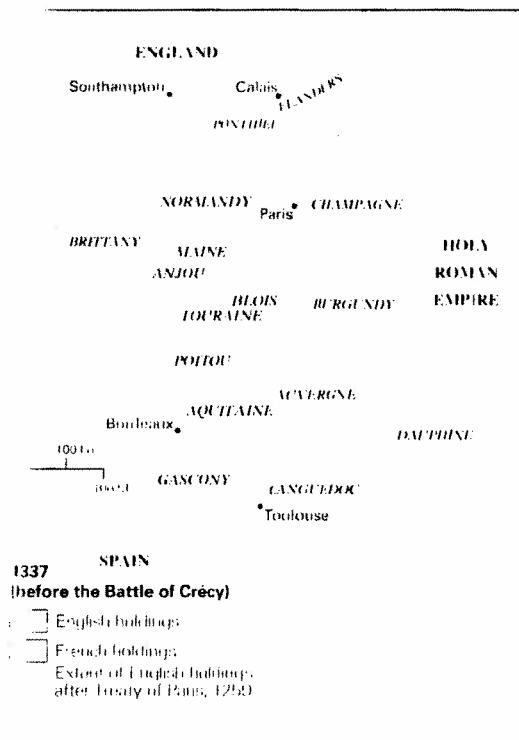 ENGLAND
Southampton
Calais
FLANDERS
PONTHIEU
NORMANDY
Paris
CHAMPAGNE
BRITTANY
MAINE
HOLY
ANJOU
ROMAN
BLOIS
BURGUNDY
EMPIRE
TOURAINE
POITOU
AUVERGNE
AQUITAINE
Bordeaux
DAUPHINE
GASCONY
LANGUEDOC
Toulouse
SPAIN
1337
(before the Battle of Crécy)
English holdings
French holdings
Extent of English holdings
after Treaty of Paris, 1259